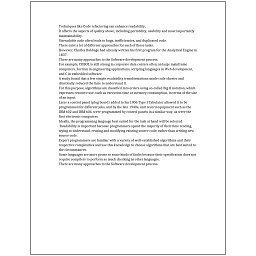 Techniques like Code refactoring can enhance readability.
It affects the aspects of quality above, including portability, usability and most importantly
maintainability.
Unreadable code often leads to bugs, inefficiencies, and duplicated code.
There exist a lot of different approaches for each of those tasks.
However, Charles Babbage had already written his first program for the Analytical Engine in
1837.
There are many approaches to the Software development process.
For example, COBOL is still strong in corporate data centers often on large mainframe
computers, Fortran in engineering applications, scripting languages in Web development,
and C in embedded software.
A study found that a few simple readability transformations made code shorter and
drastically reduced the time to understand it.
For this purpose, algorithms are classified into orders using so-called Big O notation, which
expresses resource use, such as execution time or memory consumption, in terms of the size
of an input.
Later a control panel (plug board) added to his 1906 Type I Tabulator allowed it to be
programmed for different jobs, and by the late 1940s, unit record equipment such as the
IBM 602 and IBM 604, were programmed by control panels in a similar way, as were the
first electronic computers.
Ideally, the programming language best suited for the task at hand will be selected.
Readability is important because programmers spend the majority of their time reading,
trying to understand, reusing and modifying existing source code, rather than writing new
source code.
Expert programmers are familiar with a variety of well-established algorithms and their
respective complexities and use this knowledge to choose algorithms that are best suited to
the circumstances.
Some languages are more prone to some kinds of faults because their specification does not
require compilers to perform as much checking as other languages.
There are many approaches to the Software development process.